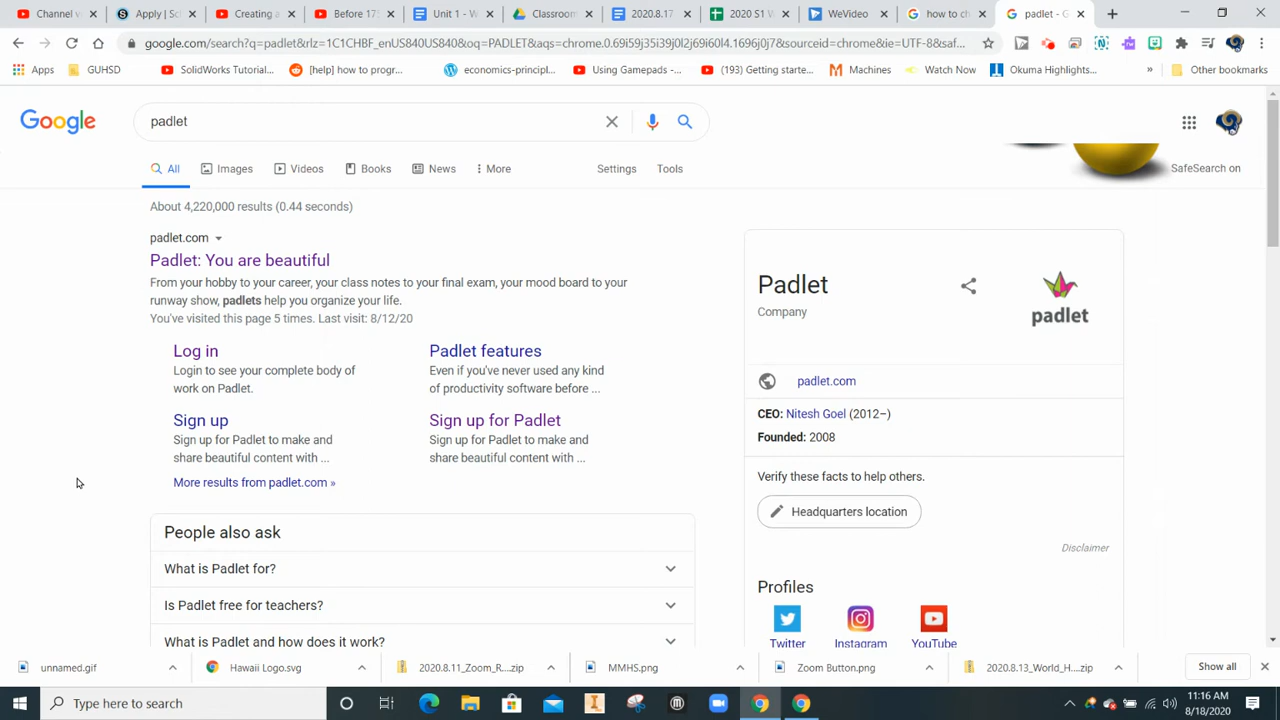 Channel v
Apply | Sc
Creating a
Before 17
Unit 1 - W
Classroom
2020.8.17
2020 S1 W
WeVideo
how to ch
padlet - G
google.com/search?q=padlet&rlz=1C1CHBF_enUS840US840&oq=PADLET&aqs=chrome.0.69i59j35i39j0l2j69i60l4.1696j0j7&sourceid=chrome&ie=UTF-8&saf...
Apps
GUHSD
SolidWorks Tutorial...
[help] how to progr...
economics-principl...
Using Gamepads -...
(193) Getting starte...
Machines
Watch Now
Okuma Highlights...
»
Other bookmarks
Google
padlet
All
Images
Videos
Books
News
More
Settings
Tools
SafeSearch on
About 4,220,000 results (0.44 seconds)
padlet.com
Padlet: You are beautiful
From your hobby to your career, your class notes to your final exam, your mood board to your
runway show, padlets help you organize your life.
You've visited this page 5 times. Last visit: 8/12/20
Log in
Login to see your complete body of
work on Padlet.
Padlet features
Even if you've never used any kind
of productivity software before ...
Sign up
Sign up for Padlet to make and
share beautiful content with ...
Sign up for Padlet
Sign up for Padlet to make and
share beautiful content with ...
More results from padlet.com »
People also ask
What is Padlet for?
Is Padlet free for teachers?
What is Padlet and how does it work?
Padlet
Company
padlet
padlet.com
CEO: Nitesh Goel (2012–)
Founded: 2008
Verify these facts to help others.
Headquarters location
Disclaimer
Profiles
Twitter
Instagram
YouTube
unnamed.gif
Hawaii Logo.svg
2020.8.11_Zoom_R....zip
MMHS.png
Zoom Button.png
2020.8.13_World_H....zip
Show all
Type here to search
11:16 AM
8/18/2020